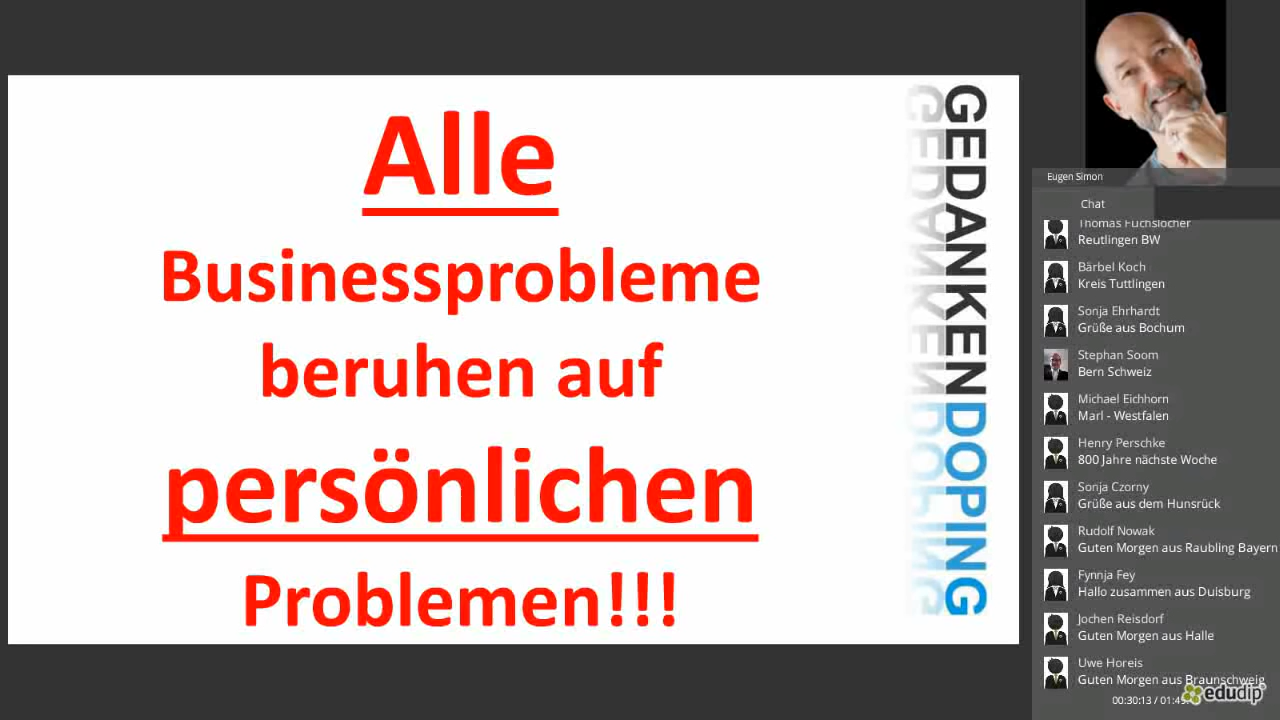 Alle
Businessprobleme
beruhen auf
persönlichen
Problemen!!!
GEDANKENDOPING
Eugen Simon
Chat
Thomas Fuchslocher
Reutlingen BW
Bärbel Koch
Kreis Tuttlingen
Sonja Ehrhardt
Grüße aus Bochum
Stephan Soom
Bern Schweiz
Michael Eichhorn
Marl - Westfalen
Henry Perschke
800 Jahre nächste Woche
Sonja Czorny
Grüße aus dem Hunsrück
Rudolf Nowak
Guten Morgen aus Raubling Bayern
Fynnja Fey
Hallo zusammen aus Duisburg
Jochen Reisdorf
Guten Morgen aus Halle
Uwe Horeis
Guten Morgen aus Braunschweig
00:30:13 /
edudip